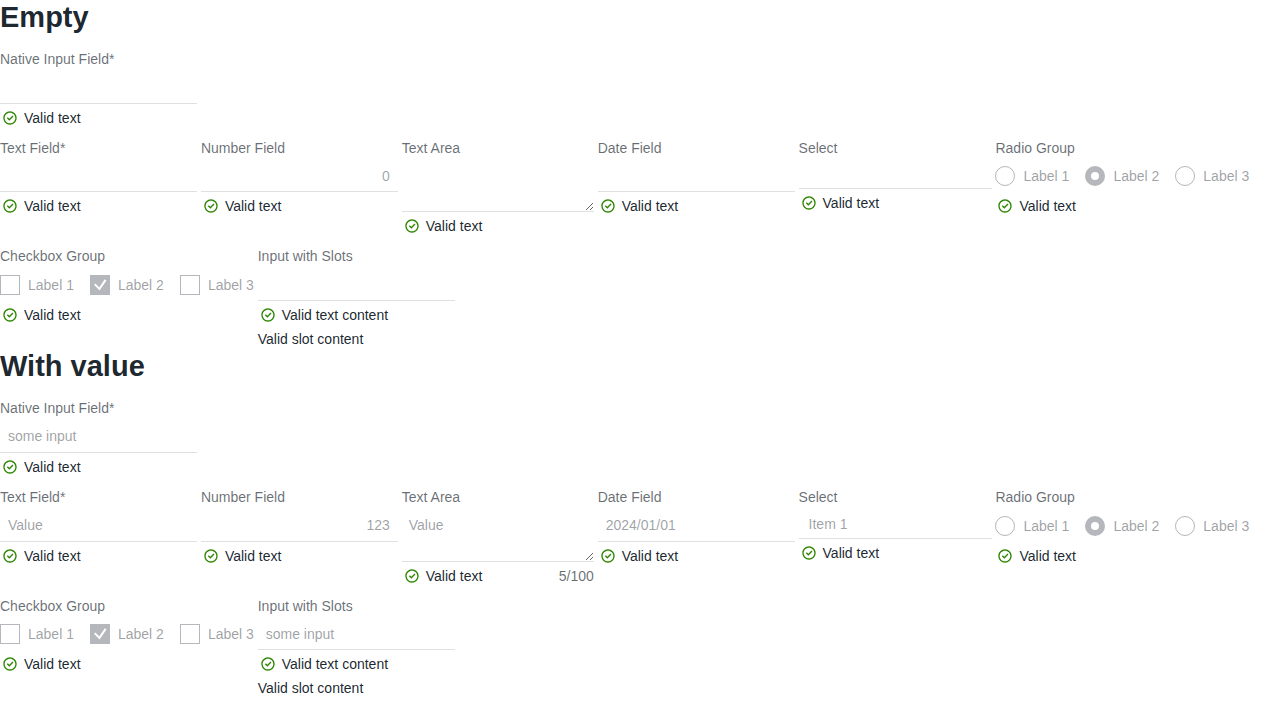 Empty
Native Input Field*
Valid text
Text Field* Number Field Text Area Date Field Select Radio Group
0 Label 1 Label 2 Label 3
Valid text Valid text Valid text Valid text Valid text
Valid text
Checkbox Group Input with Slots
Label 1 Label 2 Label 3
Valid text Valid text content
Valid slot content
With value
Native Input Field*
some input
Valid text
Text Field* Number Field Text Area Date Field Select Radio Group
Value 123 Value 2024/01/01 Item 1 Label 1 Label 2 Label 3
Valid text Valid text Valid text Valid text Valid text
Valid text 5/100
Checkbox Group Input with Slots
Label 1 Label 2 Label 3 some input
Valid text Valid text content
Valid slot content